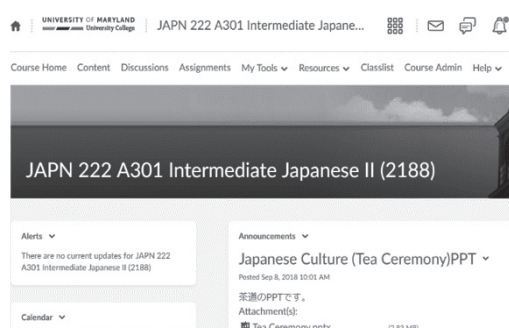 UNIVERSITY OF MARYLAND
University College
JAPN 222 A301 Intermediate Japane...
Course Home Content Discussions Assignments My Tools Resources Classlist Course Admin Help
JAPN 222 A301 Intermediate Japanese II (2188)
Alerts
There are no current updates for JAPN 222
A301 Intermediate Japanese II (2188)
Calendar
Announcements
Japanese Culture (Tea Ceremony)PPT
Posted Sep 8, 2018 10:01 AM
茶道のPPTです。
Attachment(s):
Tea Ceremony.pptx (2.83 MB)